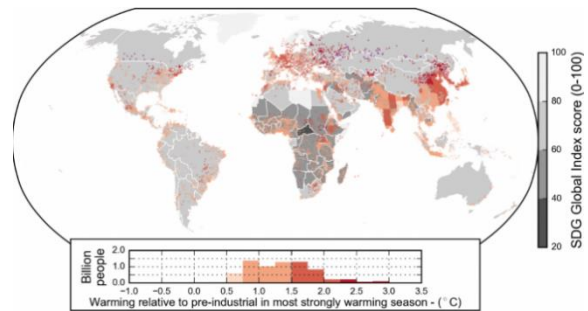 100
80
60
40
20
SDG Global Index score (0-100)
Billion
people
2.0
1.0
0.0
−1.0 −0.5 0.0 0.5 1.0 1.5 2.0 2.5 3.0 3.5
Warming relative to pre-industrial in most strongly warming season - (°C)